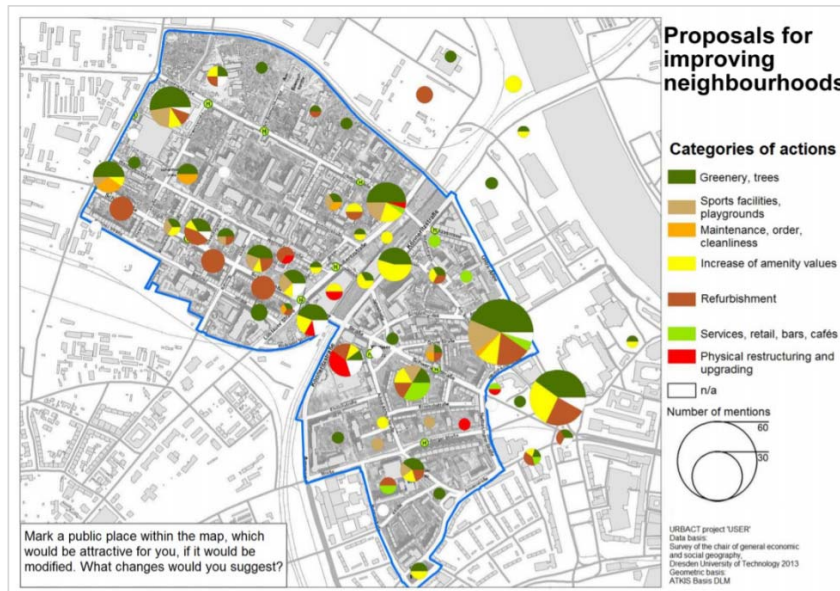 Proposals for
improving
neighbourhoods
Categories of actions
Greenery, trees
Sports facilities,
playgrounds
Maintenance, order,
cleanliness
Increase of amenity values
Refurbishment
Services, retail, bars, cafés
Physical restructuring and
upgrading
n/a
Number of mentions
60
30
URBACT project 'USER'
Data basis:
Survey of the chair of general economic
and social geography,
Dresden University of Technology 2013
Geometric basis:
ATKIS Basis DLM
Mark a public place within the map, which
would be attractive for you, if it would be
modified. What changes would you suggest?